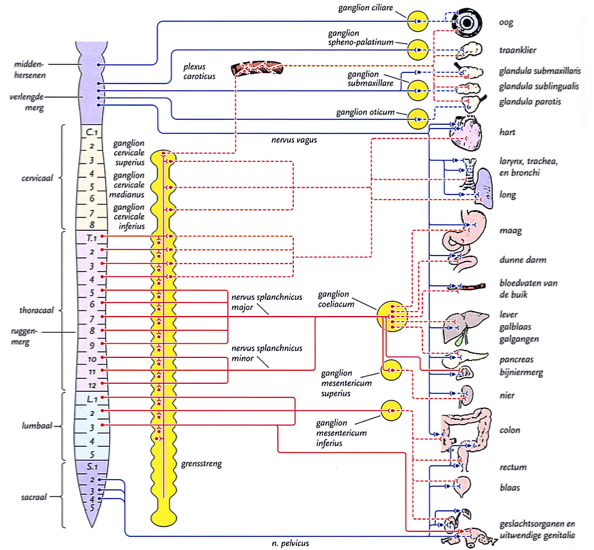 ganglion ciliare
oog
ganglion
spheno-palatinum
traanklier
midden-
hersenen
plexus
caroticus
ganglion
submaxillare
glandula submaxillaris
glandula sublingualis
verlengde
merg
glandula parotis
ganglion oticum
nervus vagus
hart
C.1
2
3
4
5
6
7
8
cervicaal
ganglion
cervicale
superius
ganglion
cervicale
medianus
ganglion
cervicale
inferius
larynx, trachea,
en bronchi
long
maag
T.1
2
3
4
5
6
7
8
9
10
11
12
thoracaal
ruggen-
merg
dunne darm
bloedvaten van
de buik
nervus splanchnicus
major
ganglion
coeliacum
lever
galblaas
galgangen
nervus splanchnicus
minor
pancreas
bijniermerg
ganglion
mesentericum
superius
nier
L.1
2
3
4
5
lumbaal
ganglion
mesentericum
inferius
colon
grensstreng
rectum
S.1
2
3
4
5
sacraal
blaas
geslachtsorganen en
uitwendige genitalia
n. pelvicus